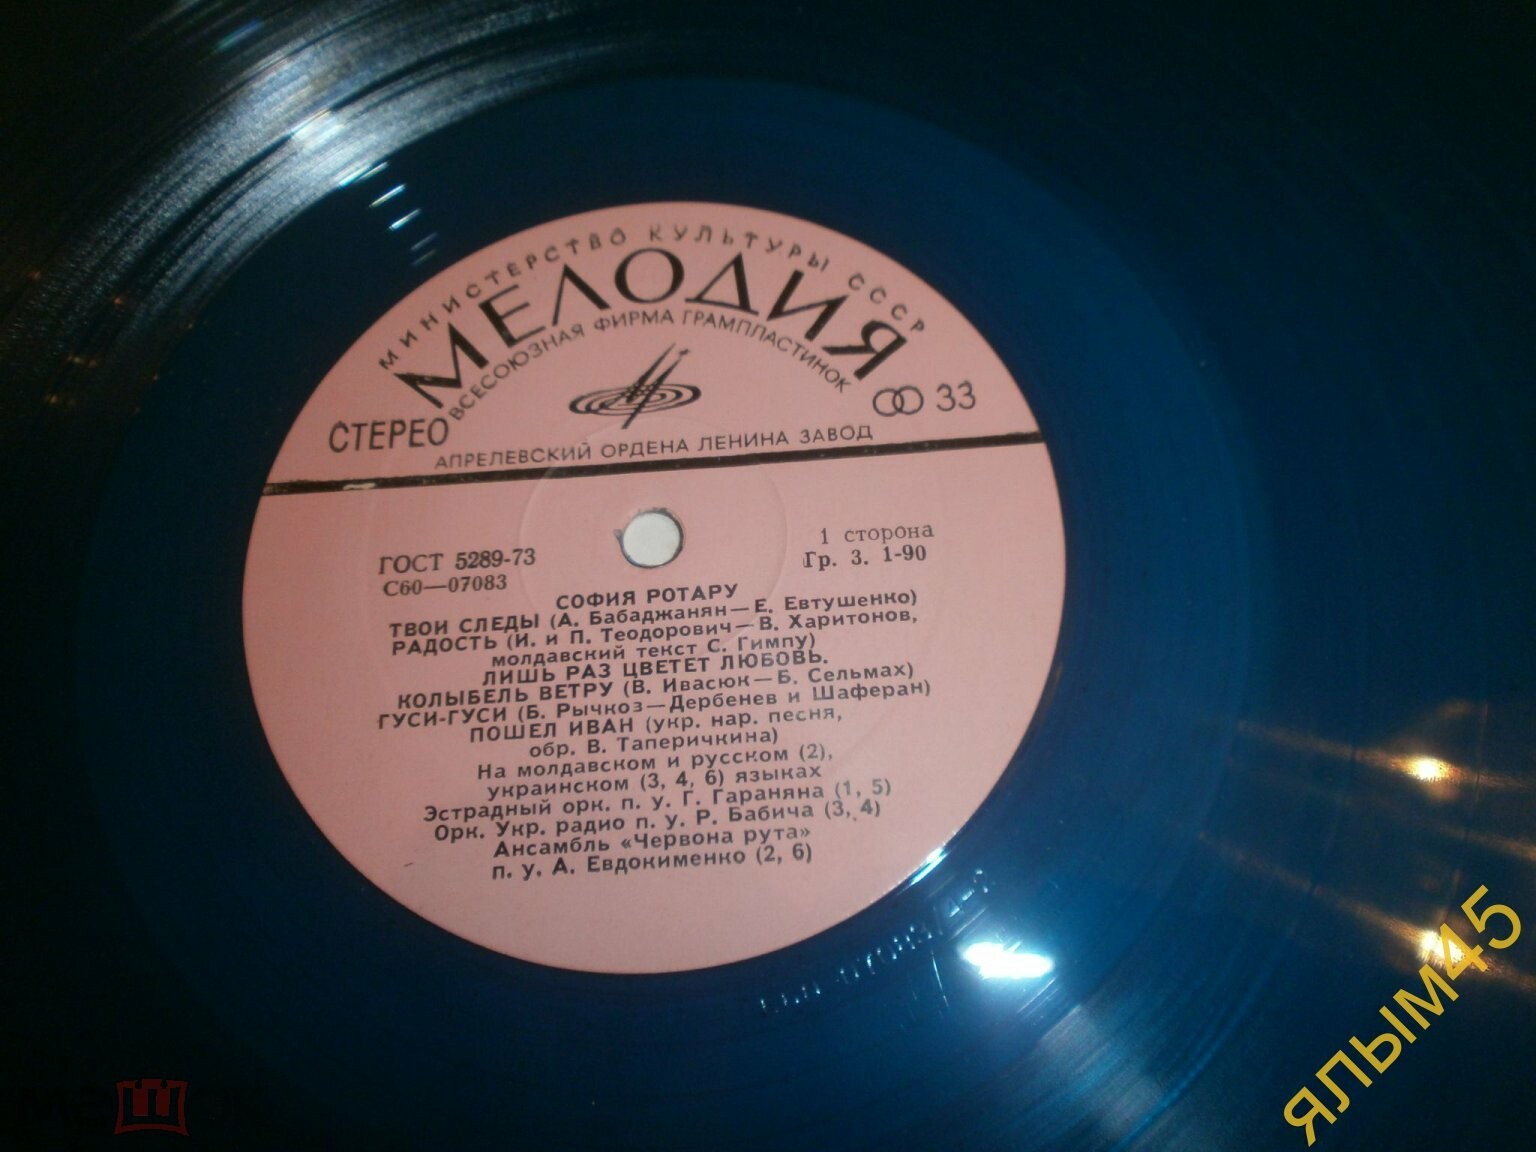 МИНИСТЕРСТВО КУЛЬТУРЫ СССР
МЕЛОДИЯ
ВСЕСОЮЗНАЯ ФИРМА ГРАМПЛАСТИНОК
СТЕРЕО
33
АПРЕЛЕВСКИЙ ОРДЕНА ЛЕНИНА ЗАВОД
ГОСТ 5289-73
1 сторона
С60—07083
Гр. 3. 1-90
СОФИЯ РОТАРУ
ТВОИ СЛЕДЫ (А. Бабаджанян—Е. Евтушенко)
РАДОСТЬ (И. и П. Теодорович—В. Харитонов,
молдавский текст С. Гимпу)
ЛИШЬ РАЗ ЦВЕТЕТ ЛЮБОВЬ.
КОЛЫБЕЛЬ ВЕТРУ (В. Ивасюк—Б. Сельмах)
ГУСИ-ГУСИ (Б. Рычкоз—Дербенев и Шаферан)
ПОШЕЛ ИВАН (укр. нар. песня,
обр. В. Таперичкина)
На молдавском и русском (2),
украинском (3, 4, 6) языках
Эстрадный орк. п. у. Г. Гараняна (1, 5)
Орк. Укр. радио п. у. Р. Бабича (3, 4)
Ансамбль «Червона рута»
п. у. А. Евдокименко (2, 6)
ЯЛЫМ45
мешок